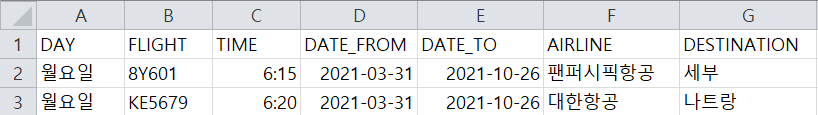 A B C D E F G
1 DAY FLIGHT TIME DATE_FROM DATE_TO AIRLINE DESTINATION
2 월요일 8Y601 6:15 2021-03-31 2021-10-26 팬퍼시픽항공 세부
3 월요일 KE5679 6:20 2021-03-31 2021-10-26 대한항공 나트랑